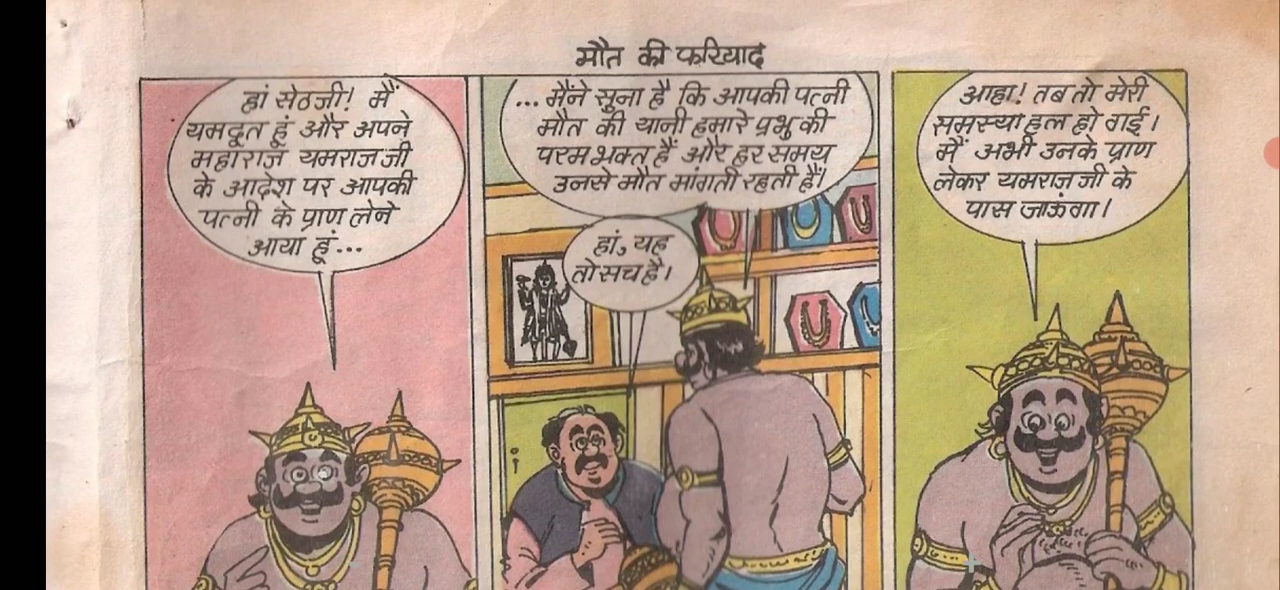 मौत की फरियाद
हां सेठजी! मैं
यमदूत हूं और अपने
महाराज यमराज जी
के आदेश पर आपकी
पत्नी के प्राण लेने
आया हूं...
... मैंने सुना है कि आपकी पत्नी
मौत की यानी हमारे प्रभु की
परम भक्त हैं और हर समय
उनसे मौत मांगती रहती हैं।
हां, यह
तो सच है।
आहा! तब तो मेरी
समस्या हल हो गई।
मैं अभी उनके प्राण
लेकर यमराज जी के
पास जाऊंगा।